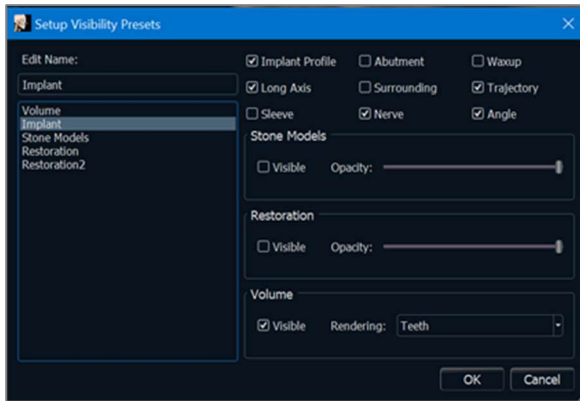 Setup Visibility Presets
Edit Name:
Implant
Volume
Implant
Stone Models
Restoration
Restoration2
Implant Profile Abutment Waxup
Long Axis Surrounding Trajectory
Sleeve Nerve Angle
Stone Models
Visible Opacity:
Restoration
Visible Opacity:
Volume
Visible Rendering: Teeth
OK Cancel